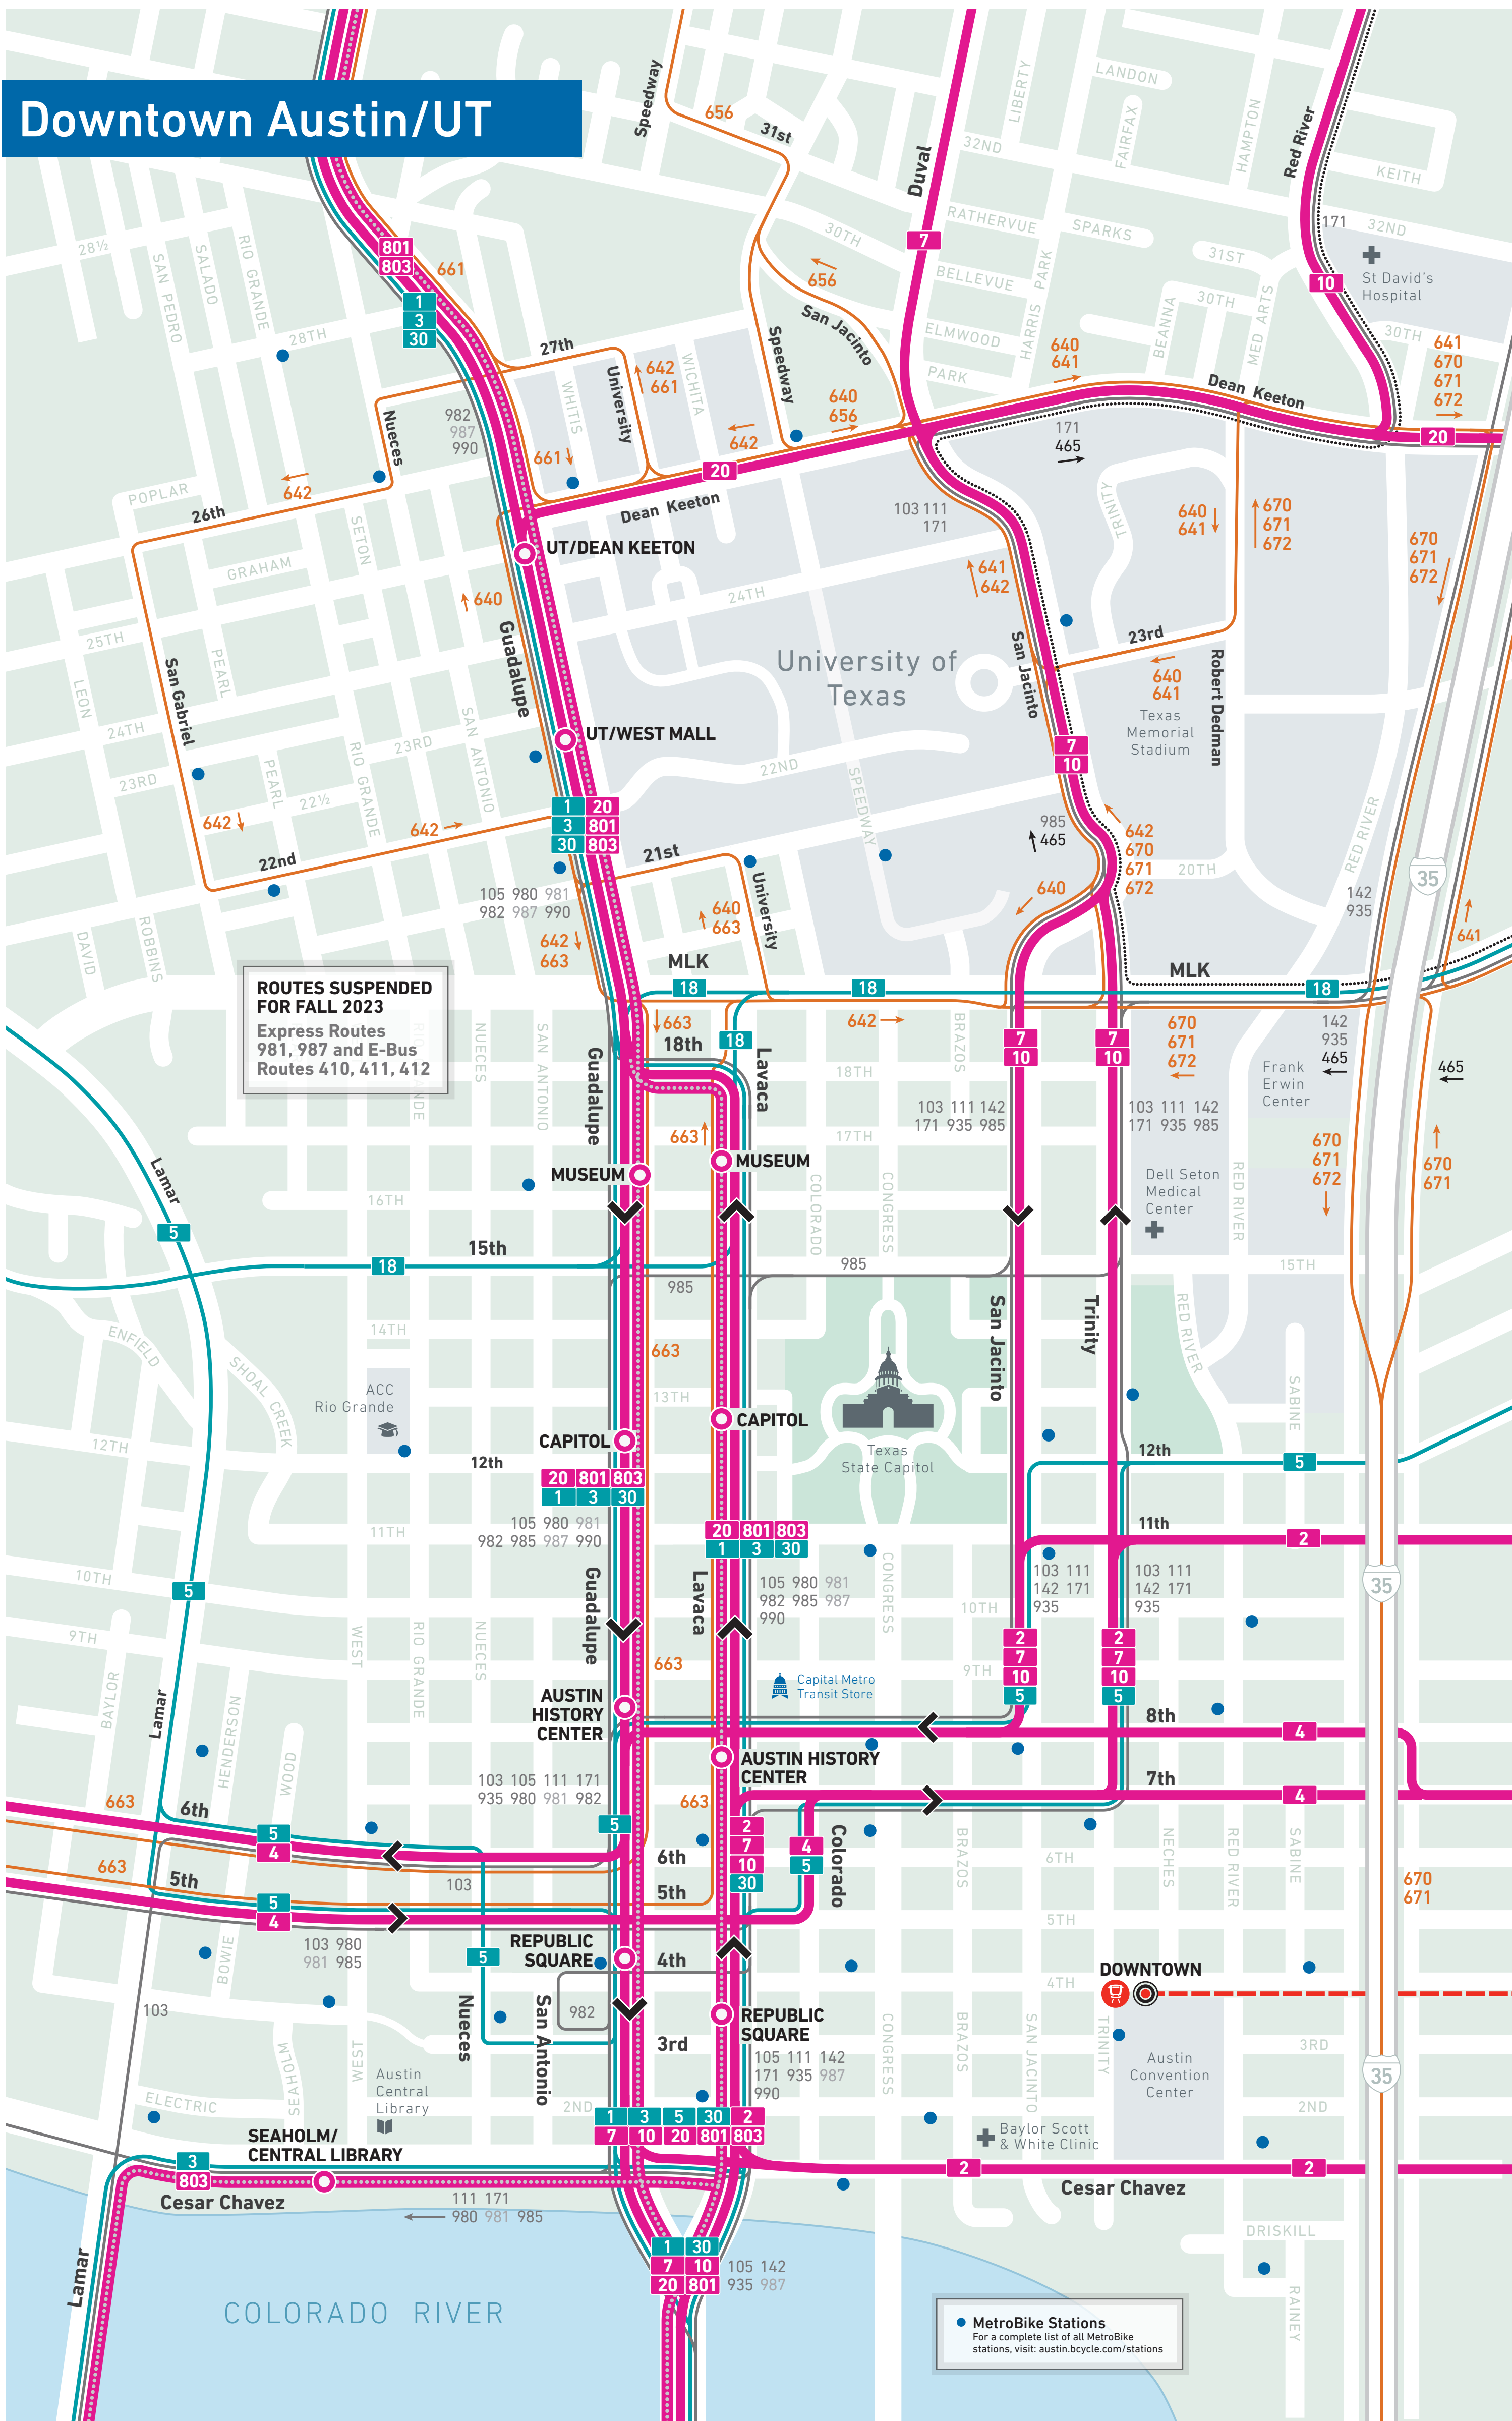 Downtown Austin/UT
Speedway
656
31st
LIBERTY
LANDON
FAIRFAX
HAMPTON
Red River
KEITH
32ND
Duval
32ND
171
St David's
Hospital
28½
SAN PEDRO
SALADO
RIO GRANDE
28TH
801
803
661
1
3
30
30TH
656
San Jacinto
Speedway
7
RATHERVUE
SPARKS
BELLEVUE
HARRIS PARK
ELMWOOD
PARK
31ST
30TH
BEANNA
MED ARTS
10
30TH
641
670
671
672
640
641
Dean Keeton
20
27th
WHITIS
University
642
661
WICHITA
642
640
656
171
465
Nueces
982
987
990
661
20
Dean Keeton
POPLAR
642
26th
SETON
GRAHAM
UT/DEAN KEETON
103 111
171
TRINITY
640
641
670
671
672
670
671
672
25TH
640
Guadalupe
24TH
641
642
San Jacinto
23rd
640
641
Robert Dedman
University of
Texas
Texas
Memorial
Stadium
LEON
San Gabriel
PEARL
24TH
23RD
SAN ANTONIO
RIO GRANDE
23RD
PEARL
22½
UT/WEST MALL
22ND
SPEEDWAY
7
10
642
642
22nd
1 20
3 801
30 803
21st
University
985
465
642
670
671
672
20TH
RED RIVER
35
105 980 981
982 987 990
640
663
640
142
935
642
663
DAVID
ROBBINS
641
MLK
18
18
MLK
18
ROUTES SUSPENDED
FOR FALL 2023
Express Routes
981, 987 and E-Bus
Routes 410, 411, 412
NUECES
SAN ANTONIO
Guadalupe
663
18th
18
Lavaca
642
BRAZOS
7
10
7
10
670
671
672
142
935
465
465
Frank
Erwin
Center
18TH
103 111 142
171 935 985
103 111 142
171 935 985
17TH
663
MUSEUM
MUSEUM
670
671
672
670
671
Dell Seton
Medical
Center
RED RIVER
Lamar
5
16TH
COLORADO
CONGRESS
15th
18
985
985
15TH
ENFIELD
SHOAL CREEK
14TH
663
San Jacinto
Trinity
RED RIVER
ACC
Rio Grande
13TH
CAPITOL
CAPITOL
Texas
State Capitol
SABINE
12TH
12th
12th
5
20 801 803
1 3 30
105 980 981
982 985 987 990
11TH
20 801 803
1 3 30
11th
2
10TH
5
Guadalupe
Lavaca
105 980 981
982 985 987
990
CONGRESS
10TH
103 111
142 171
935
103 111
142 171
935
35
9TH
WEST
RIO GRANDE
NUECES
663
2
7
10
5
2
7
10
5
9TH
BAYLOR
Lamar
HENDERSON
WOOD
AUSTIN
HISTORY
CENTER
Capital Metro
Transit Store
8th
4
AUSTIN HISTORY
CENTER
7th
4
103 105 111 171
935 980 981 982
663
663
6th
5
4
5
2
7
10
30
4
5
Colorado
BRAZOS
NECHES
RED RIVER
SABINE
6th
6TH
663
5th
5
4
103
5th
5TH
670
671
103 980
981 985
BOWIE
5
REPUBLIC
SQUARE
4th
4TH
DOWNTOWN
103
Nueces
San Antonio
982
REPUBLIC
SQUARE
3rd
CONGRESS
BRAZOS
SAN JACINTO
TRINITY
3RD
Austin
Convention
Center
35
SEAHOLM
WEST
Austin
Central
Library
105 111 142
171 935 987
990
ELECTRIC
2ND
1 3 5 30 2
7 10 20 801 803
2ND
Baylor Scott
& White Clinic
SEAHOLM/
CENTRAL LIBRARY
3
803
2
2
Cesar Chavez
Cesar Chavez
111 171
980 981 985
DRISKILL
Lamar
1 30
7 10
20 801
105 142
935 987
RAINEY
COLORADO RIVER
MetroBike Stations
For a complete list of all MetroBike
stations, visit: austin.bcycle.com/stations